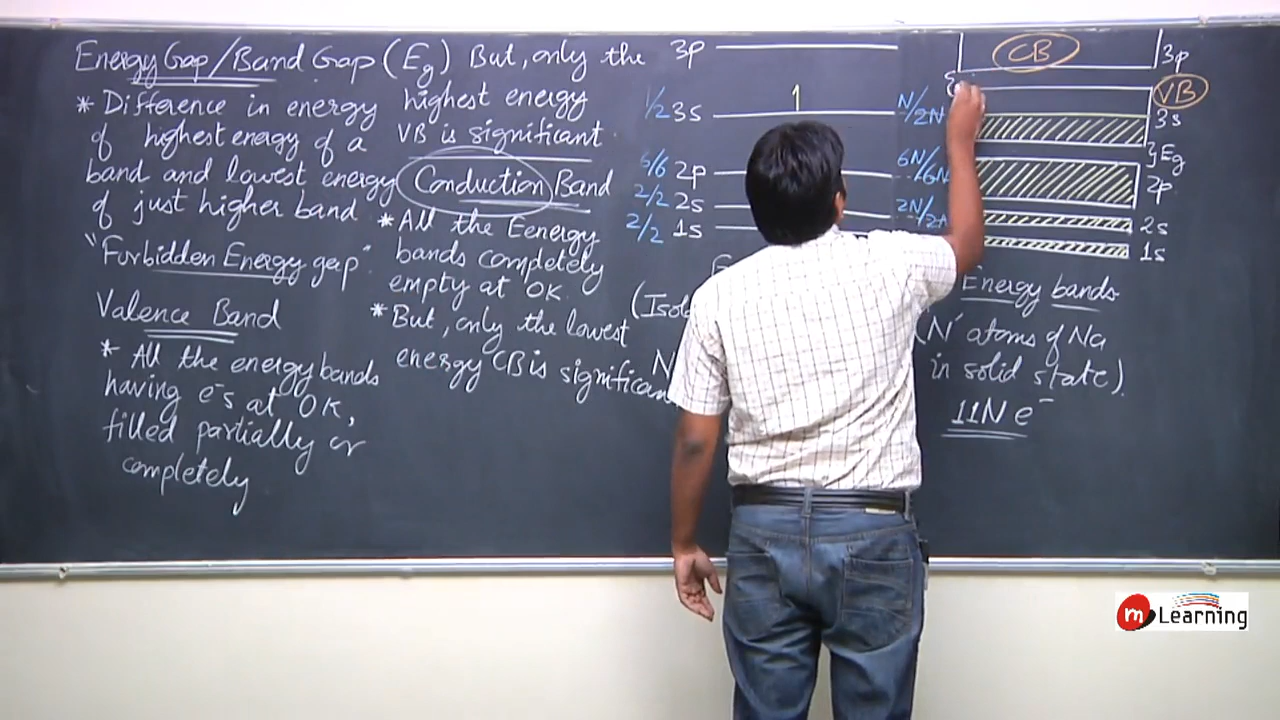 Energy Gap/Band Gap (Eg)
* Difference in energy
of highest energy of a
band and lowest energy
of just higher band
"Forbidden Energy gap".
Valence Band
* All the energy bands
having e-s at 0K,
filled partially or
completely
But, only the
highest energy
VB is significant
Conduction Band
* All the Eenergy
bands completely
empty at 0K.
* But, only the lowest
energy CB is significant
3p
1/2 3s
1
6/6 2p
2/2 2s
2/2 1s
(Isol
N
CB
3p
VB
N/2N
3s
}Eg
6N/6N
2p
2N/2N
2s
1s
Energy bands
(N' atoms of Na
in solid state).
11N e-
m Learning